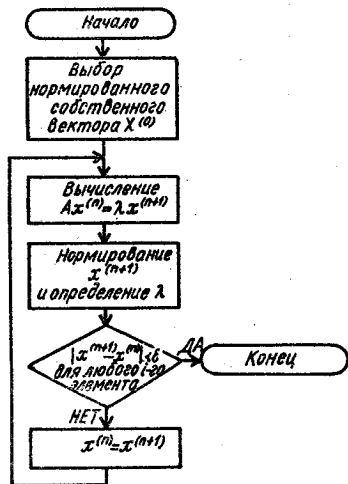 Начало
Выбор
нормированного
собственного
вектора X⁽⁰⁾
Вычисление
Ax⁽ⁿ⁾=λx⁽ⁿ⁺¹⁾
Нормирование
x⁽ⁿ⁺¹⁾
и определение λ
|x⁽ⁿ⁺¹⁾-x⁽ⁿ⁾|<ε
для любого i-го
элемента
ДА
Конец
НЕТ
x⁽ⁿ⁾=x⁽ⁿ⁺¹⁾